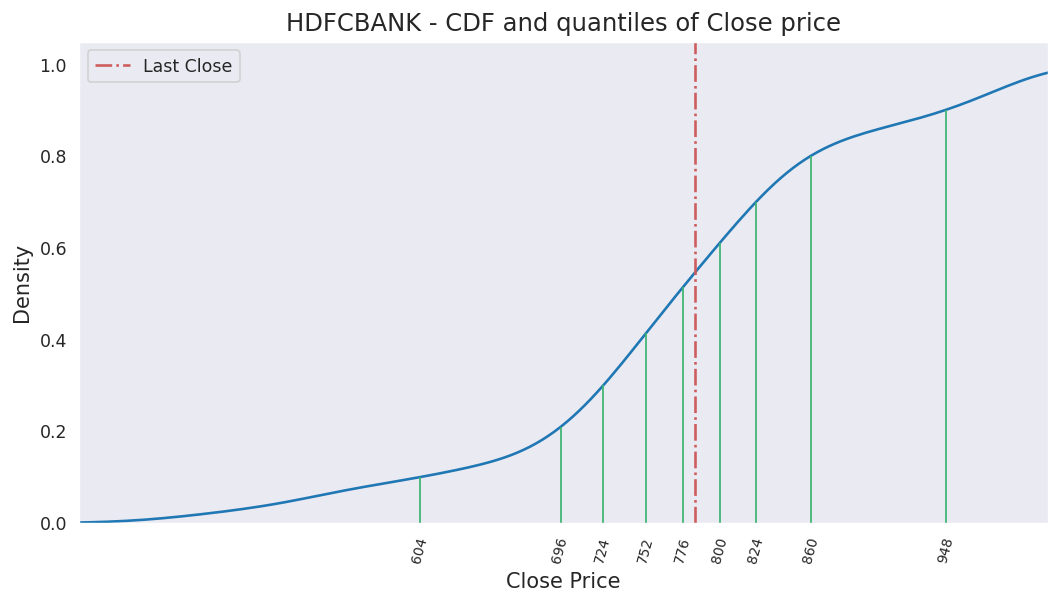 HDFCBANK - CDF and quantiles of Close price
Last Close
Density
1.0
0.8
0.6
0.4
0.2
0.0
604 696 724 752 776 800 824 860 948
Close Price